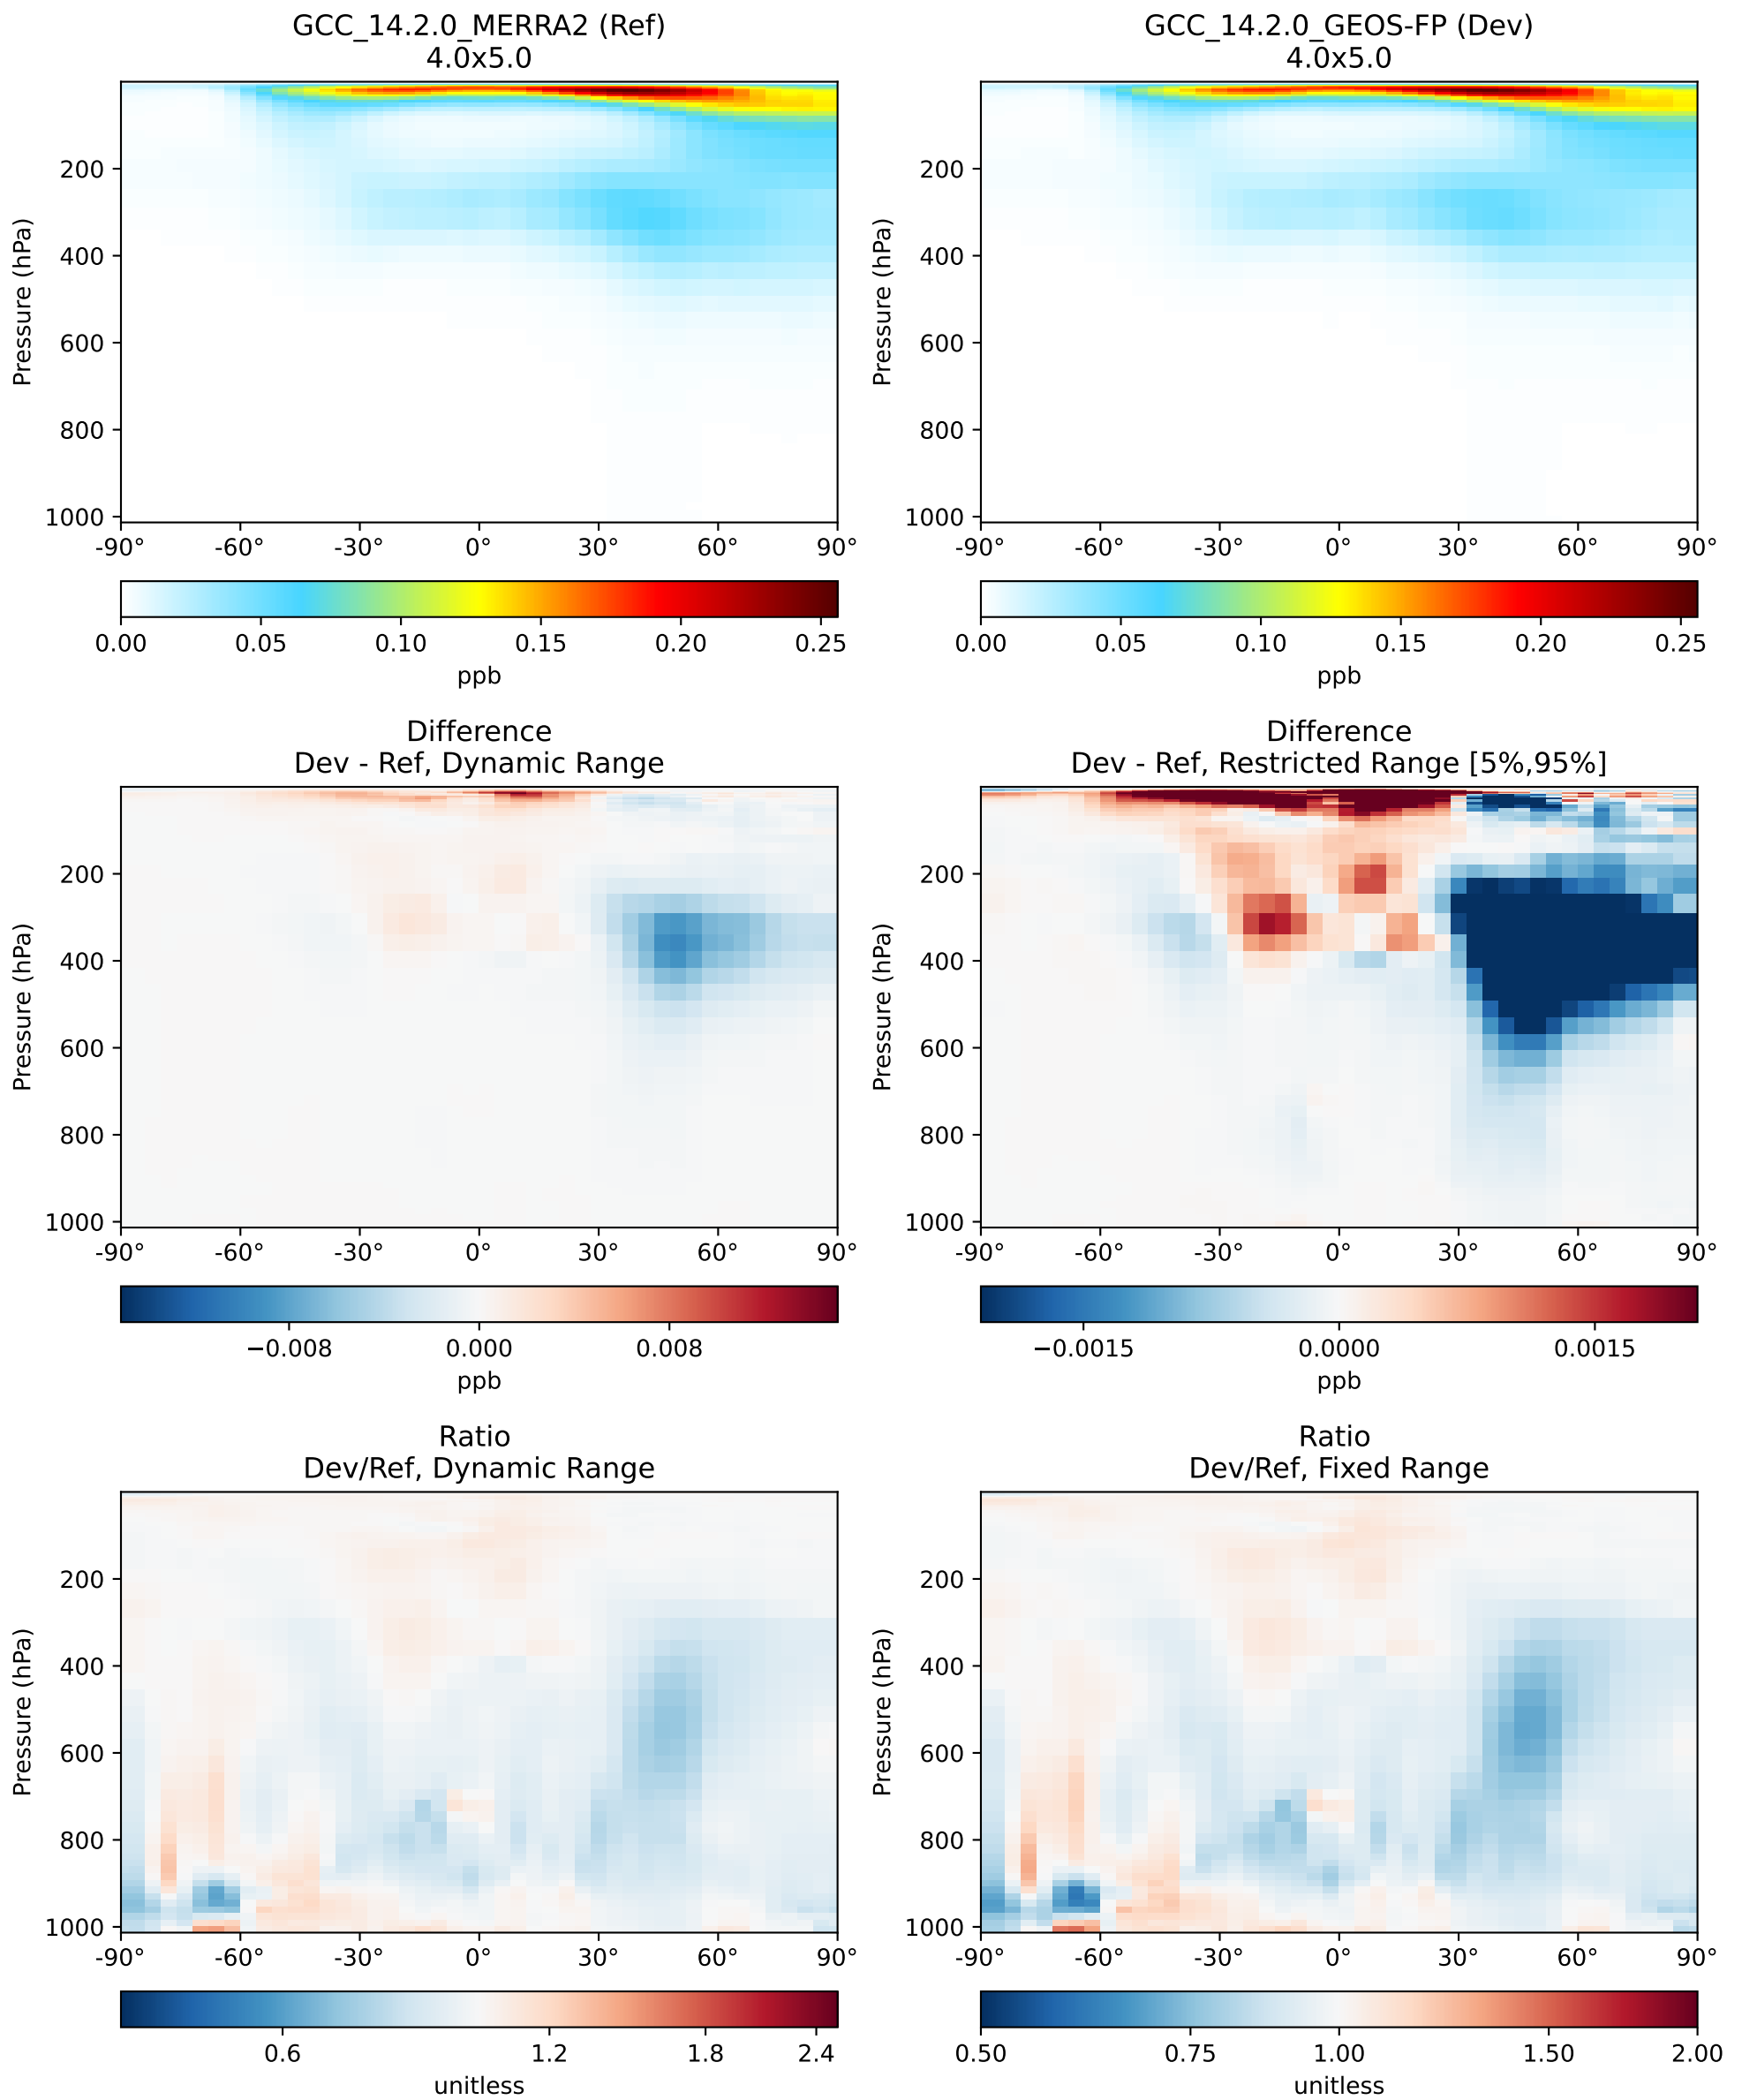 GCC_14.2.0_MERRA2 (Ref)
4.0x5.0
Pressure (hPa)
200
400
600
800
1000
-90° -60° -30° 0° 30° 60° 90°
0.00 0.05 0.10 0.15 0.20 0.25
ppb
GCC_14.2.0_GEOS-FP (Dev)
4.0x5.0
Pressure (hPa)
200
400
600
800
1000
-90° -60° -30° 0° 30° 60° 90°
0.00 0.05 0.10 0.15 0.20 0.25
ppb
Difference
Dev - Ref, Dynamic Range
Pressure (hPa)
200
400
600
800
1000
-90° -60° -30° 0° 30° 60° 90°
−0.008 0.000 0.008
ppb
Difference
Dev - Ref, Restricted Range [5%,95%]
Pressure (hPa)
200
400
600
800
1000
-90° -60° -30° 0° 30° 60° 90°
−0.0015 0.0000 0.0015
ppb
Ratio
Dev/Ref, Dynamic Range
Pressure (hPa)
200
400
600
800
1000
-90° -60° -30° 0° 30° 60° 90°
0.6 1.2 1.8 2.4
unitless
Ratio
Dev/Ref, Fixed Range
Pressure (hPa)
200
400
600
800
1000
-90° -60° -30° 0° 30° 60° 90°
0.50 0.75 1.00 1.50 2.00
unitless